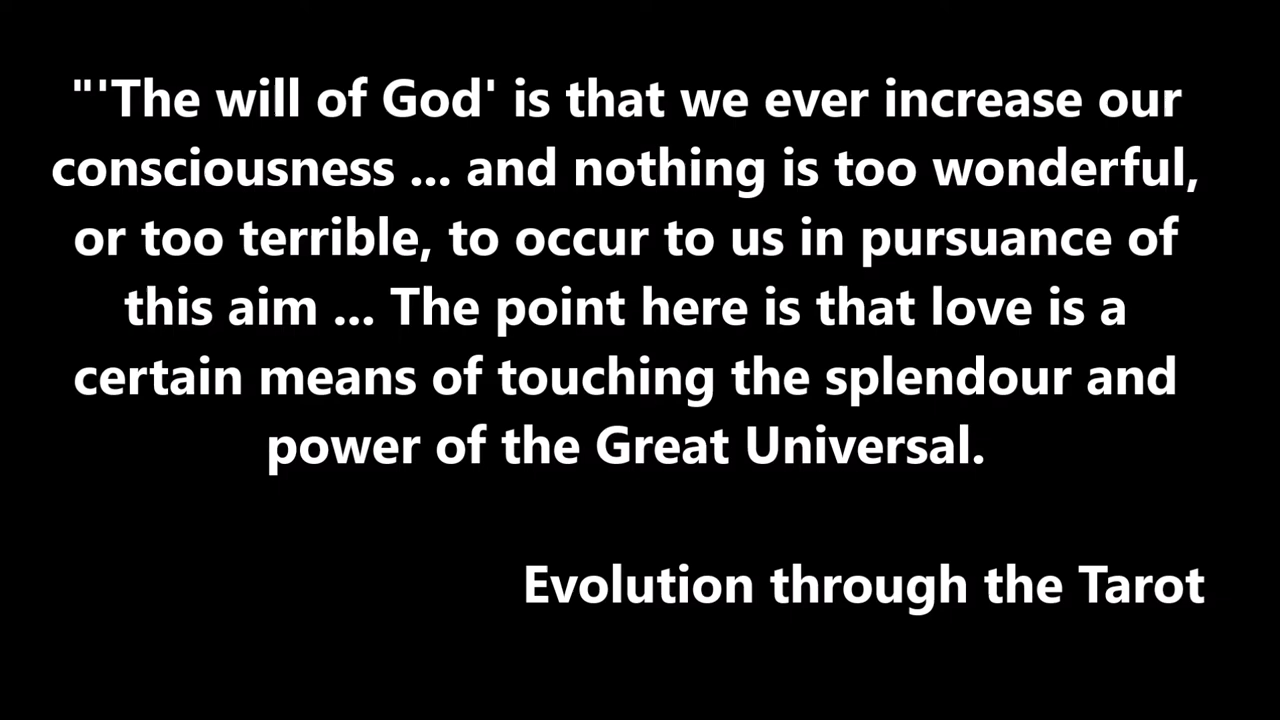 "'The will of God' is that we ever increase our
consciousness ... and nothing is too wonderful,
or too terrible, to occur to us in pursuance of
this aim ... The point here is that love is a
certain means of touching the splendour and
power of the Great Universal.
Evolution through the Tarot